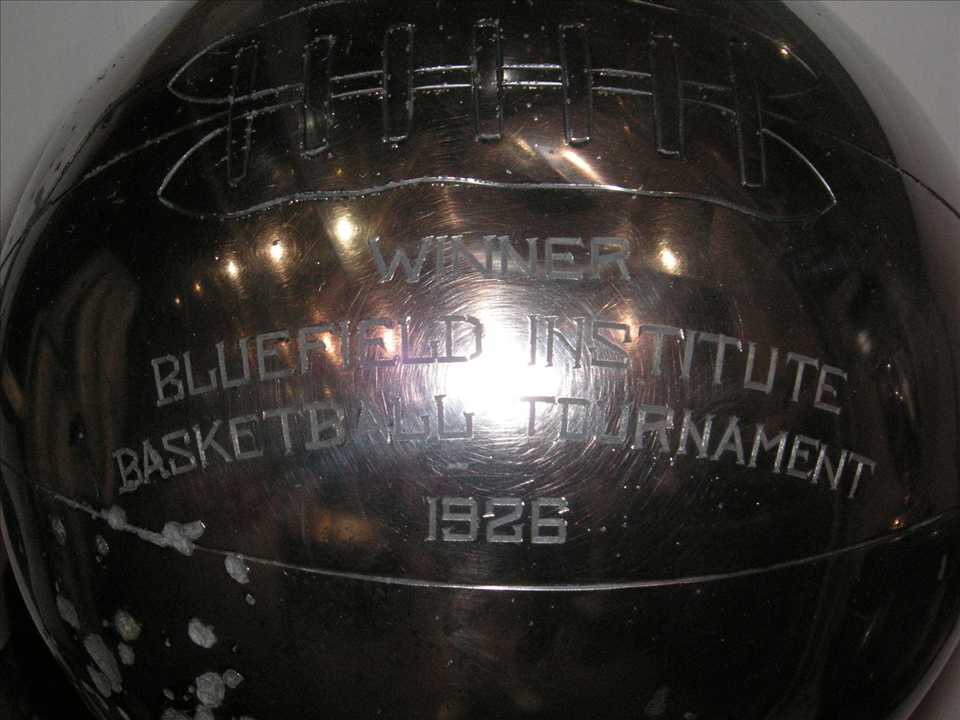 WINNER
BLUEFIELD INSTITUTE
BASKETBALL TOURNAMENT
1926